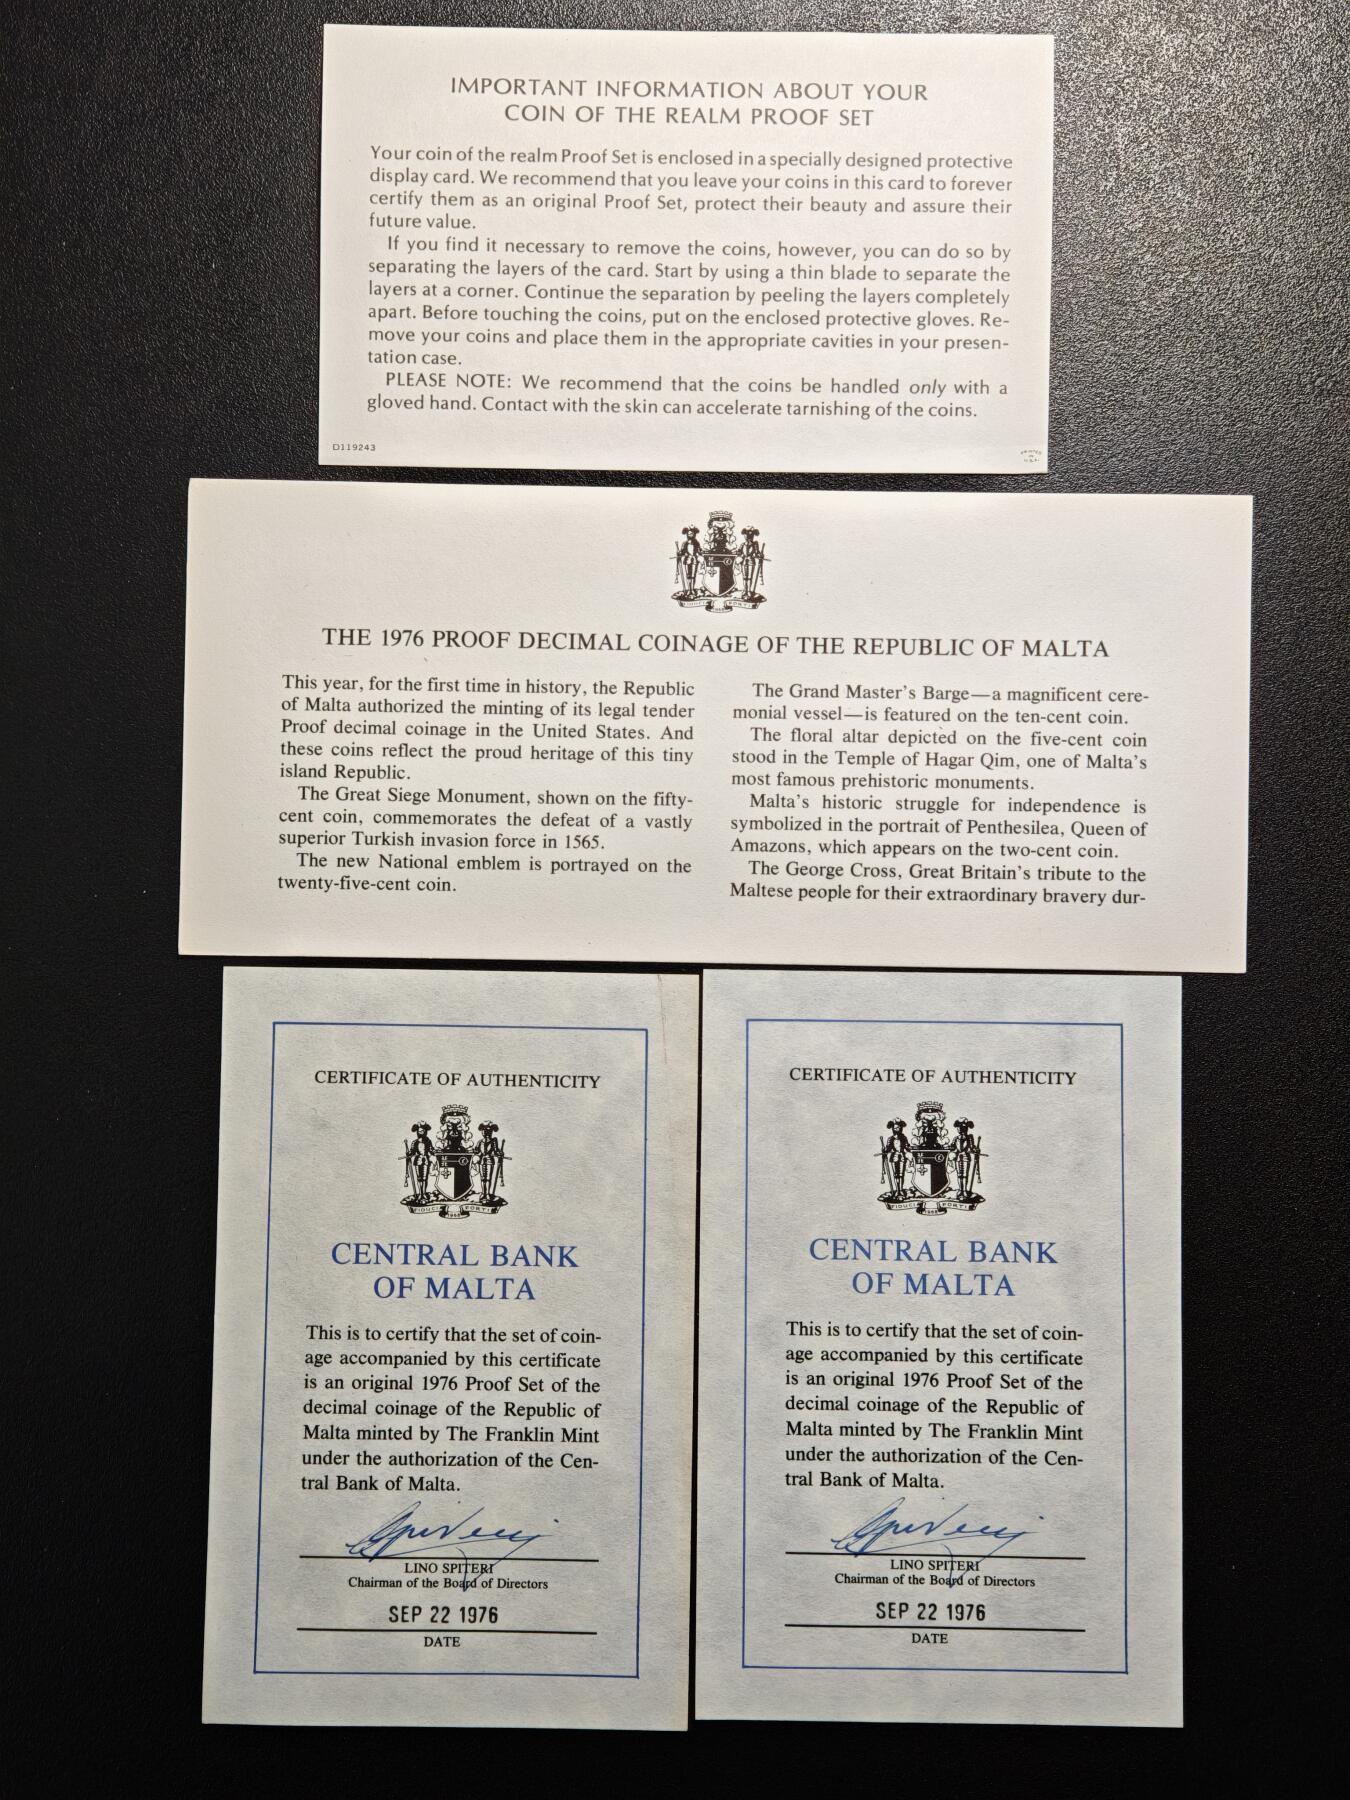 IMPORTANT INFORMATION ABOUT YOUR
COIN OF THE REALM PROOF SET
Your coin of the realm Proof Set is enclosed in a specially designed protective
display card. We recommend that you leave your coins in this card to forever
certify them as an original Proof Set, protect their beauty and assure their
future value.
If you find it necessary to remove the coins, however, you can do so by
separating the layers of the card. Start by using a thin blade to separate the
layers at a corner. Continue the separation by peeling the layers completely
apart. Before touching the coins, put on the enclosed protective gloves. Re-
move your coins and place them in the appropriate cavities in your presen-
tation case.
PLEASE NOTE: We recommend that the coins be handled only with a
gloved hand. Contact with the skin can accelerate tarnishing of the coins.
D119243
PRINTED
IN
U.S.A.
FIDUCI FORTI
THE 1976 PROOF DECIMAL COINAGE OF THE REPUBLIC OF MALTA
This year, for the first time in history, the Republic
of Malta authorized the minting of its legal tender
Proof decimal coinage in the United States. And
these coins reflect the proud heritage of this tiny
island Republic.
The Great Siege Monument, shown on the fifty-
cent coin, commemorates the defeat of a vastly
superior Turkish invasion force in 1565.
The new National emblem is portrayed on the
twenty-five-cent coin.
The Grand Master's Barge—a magnificent cere-
monial vessel—is featured on the ten-cent coin.
The floral altar depicted on the five-cent coin
stood in the Temple of Hagar Qim, one of Malta's
most famous prehistoric monuments.
Malta's historic struggle for independence is
symbolized in the portrait of Penthesilea, Queen of
Amazons, which appears on the two-cent coin.
The George Cross, Great Britain's tribute to the
Maltese people for their extraordinary bravery dur-
CERTIFICATE OF AUTHENTICITY
FIDUCI FORTI
1968
CENTRAL BANK
OF MALTA
This is to certify that the set of coin-
age accompanied by this certificate
is an original 1976 Proof Set of the
decimal coinage of the Republic of
Malta minted by The Franklin Mint
under the authorization of the Cen-
tral Bank of Malta.
LINO SPITERI
Chairman of the Board of Directors
SEP 22 1976
DATE
CERTIFICATE OF AUTHENTICITY
FIDUCI FORTI
1968
CENTRAL BANK
OF MALTA
This is to certify that the set of coin-
age accompanied by this certificate
is an original 1976 Proof Set of the
decimal coinage of the Republic of
Malta minted by The Franklin Mint
under the authorization of the Cen-
tral Bank of Malta.
LINO SPITERI
Chairman of the Board of Directors
SEP 22 1976
DATE